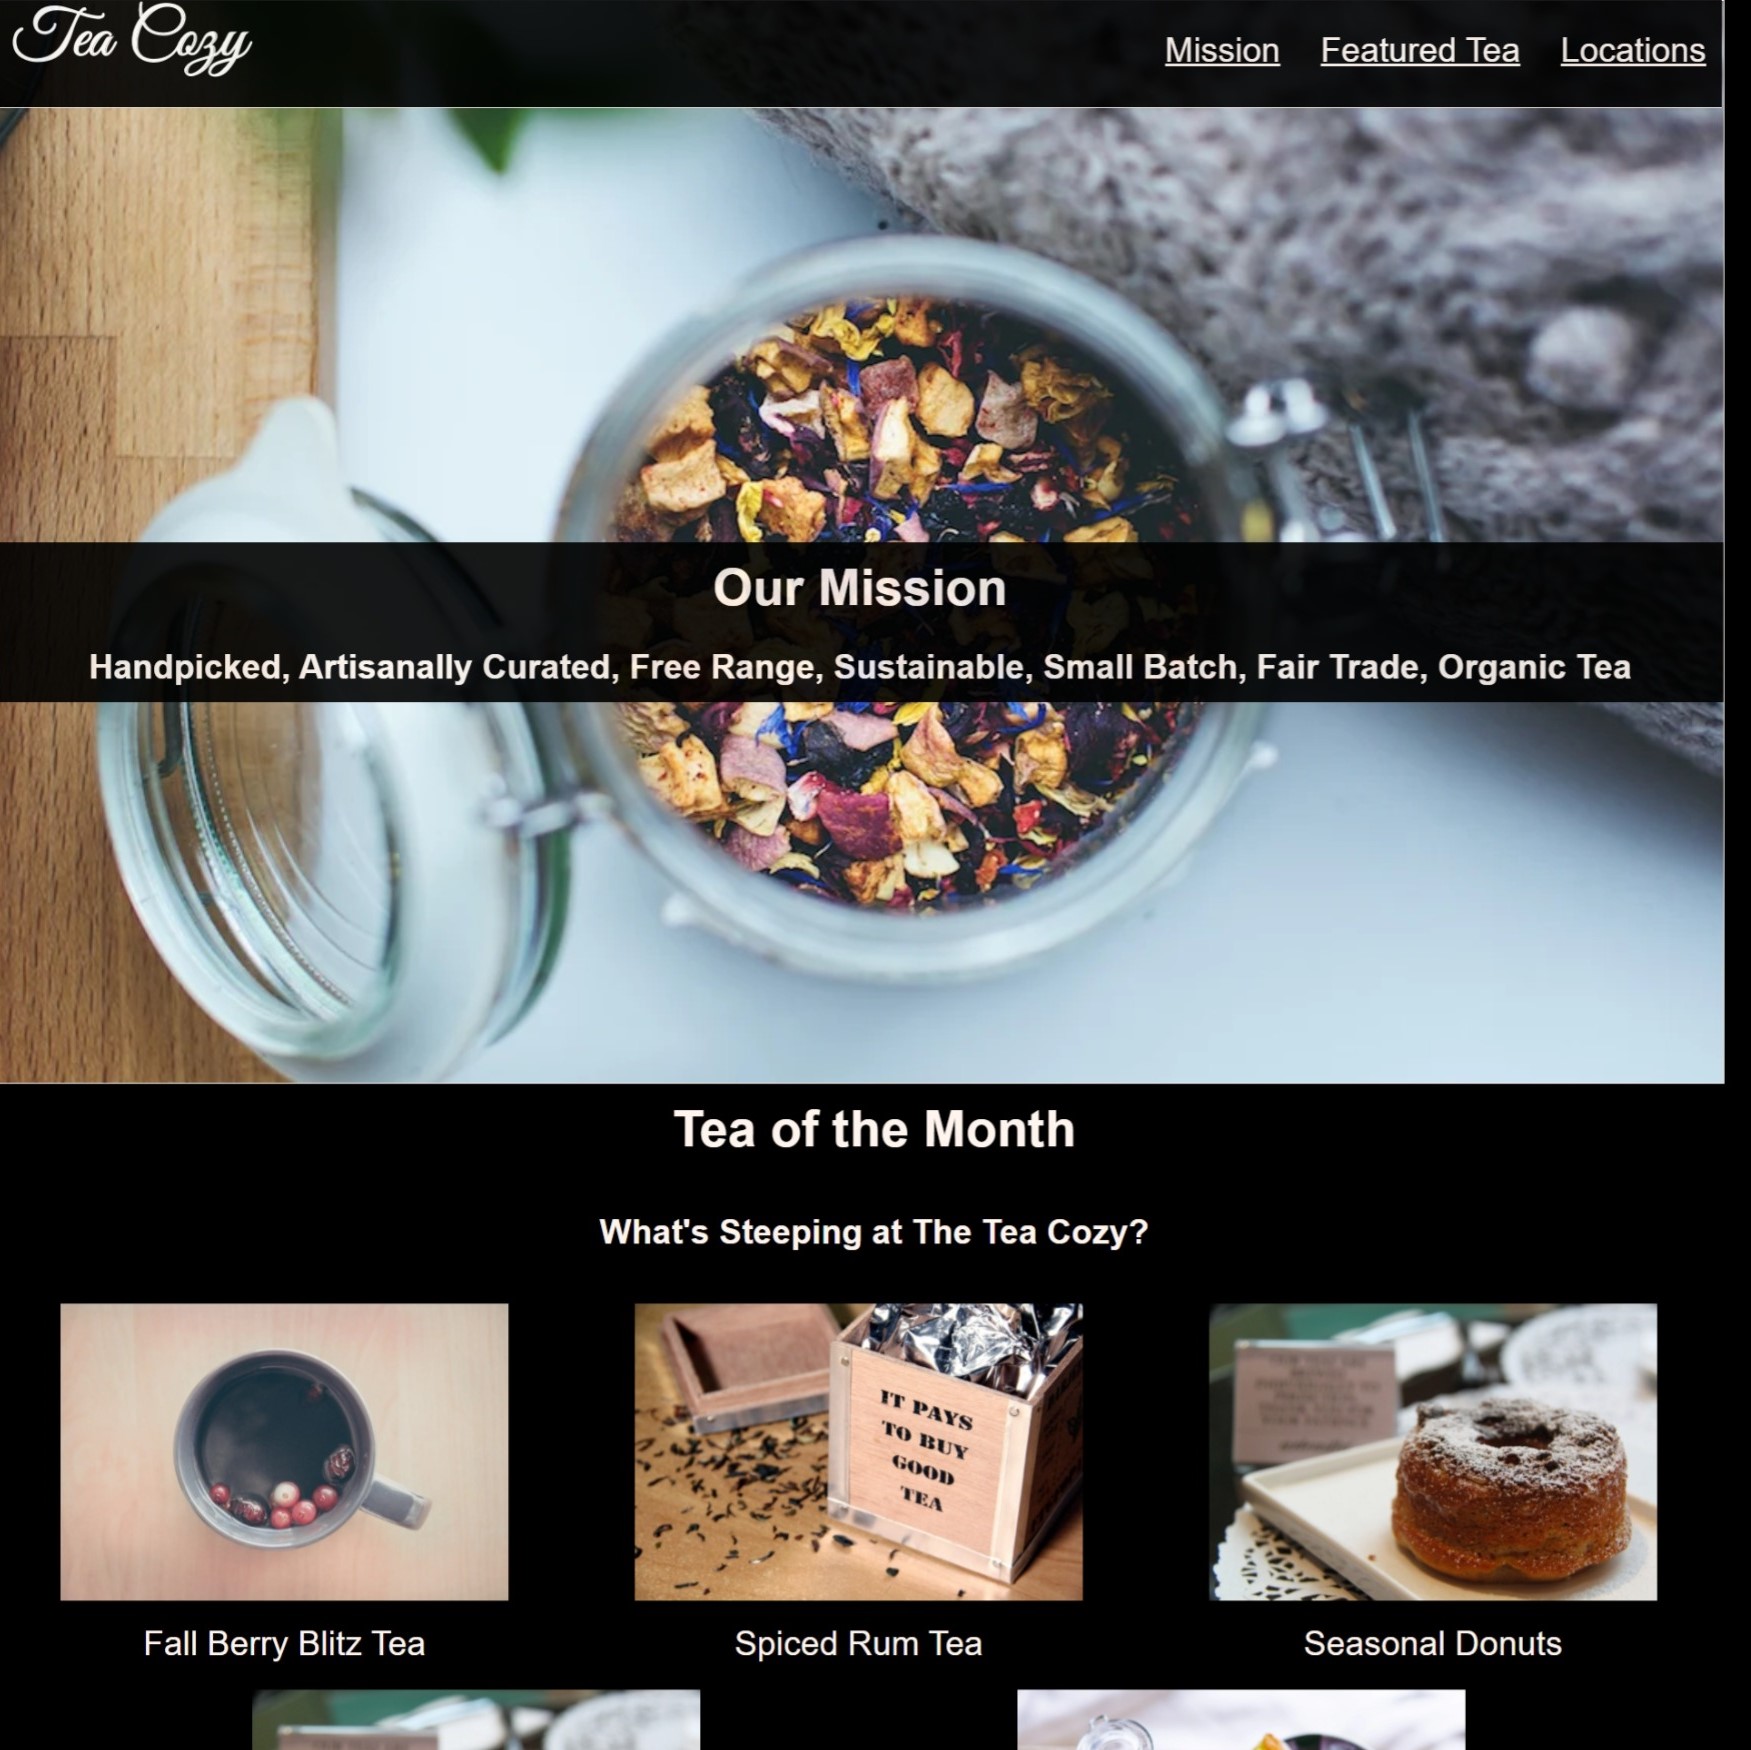 Tea Cozy
Mission Featured Tea Locations
Our Mission
Handpicked, Artisanally Curated, Free Range, Sustainable, Small Batch, Fair Trade, Organic Tea
Tea of the Month
What's Steeping at The Tea Cozy?
IT PAYS
TO BUY
GOOD
TEA
Fall Berry Blitz Tea
Spiced Rum Tea
Seasonal Donuts